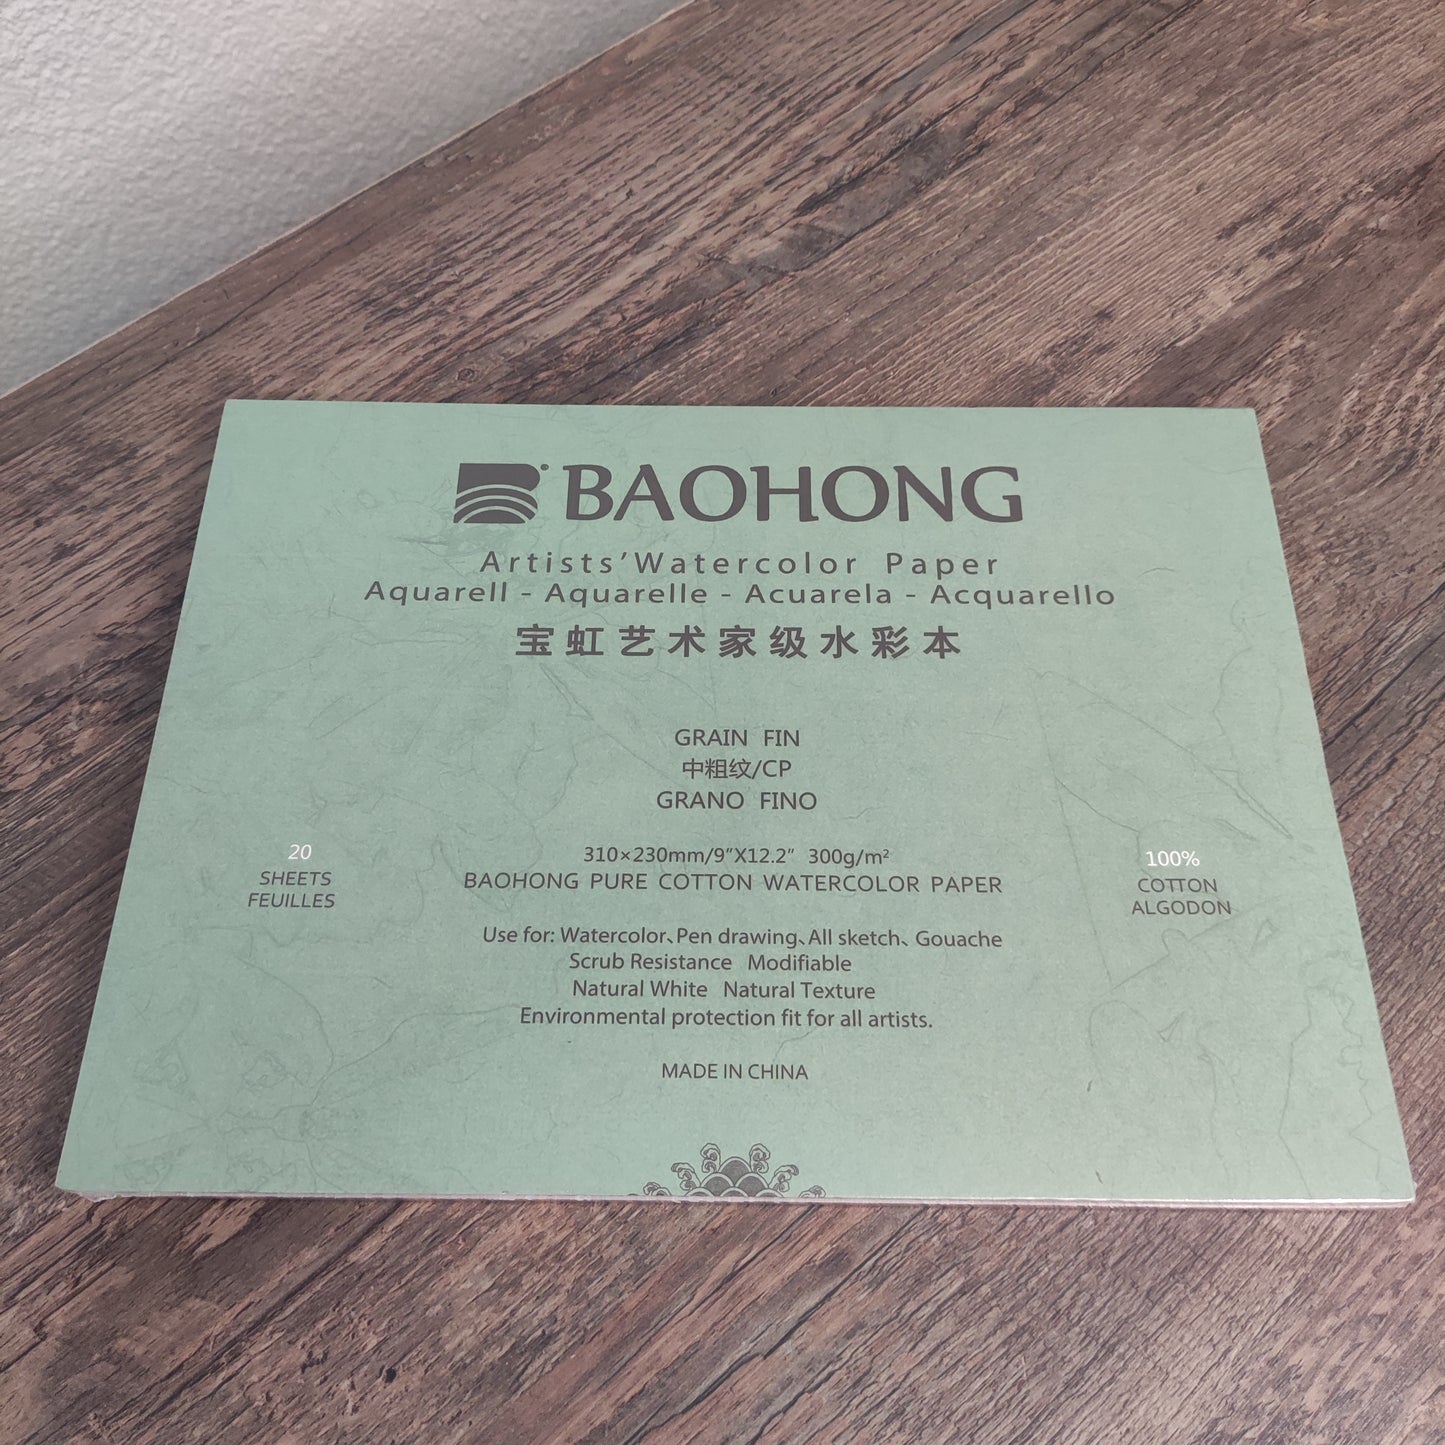 BAOHONG
Artists'Watercolor Paper
Aquarell - Aquarelle - Acuarela - Acquarello
宝虹艺术家级水彩本
GRAIN FIN
中粗纹/CP
GRANO FINO
20
SHEETS
FEUILLES
310×230mm/9"X12.2" 300g/m²
BAOHONG PURE COTTON WATERCOLOR PAPER
100%
COTTON
ALGODON
Use for: Watercolor、Pen drawing、All sketch、Gouache
Scrub Resistance Modifiable
Natural White Natural Texture
Environmental protection fit for all artists.
MADE IN CHINA